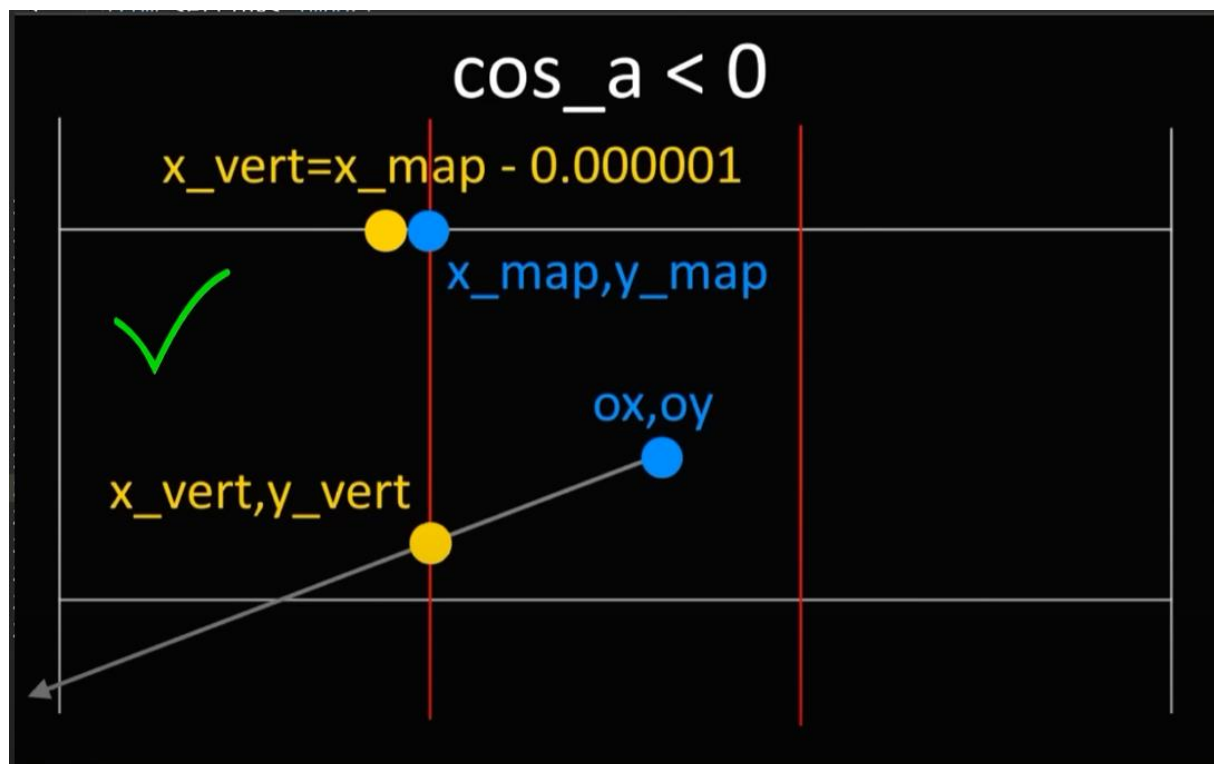 cos_a < 0
x_vert=x_map - 0.000001
x_map,y_map
ox,oy
x_vert,y_vert